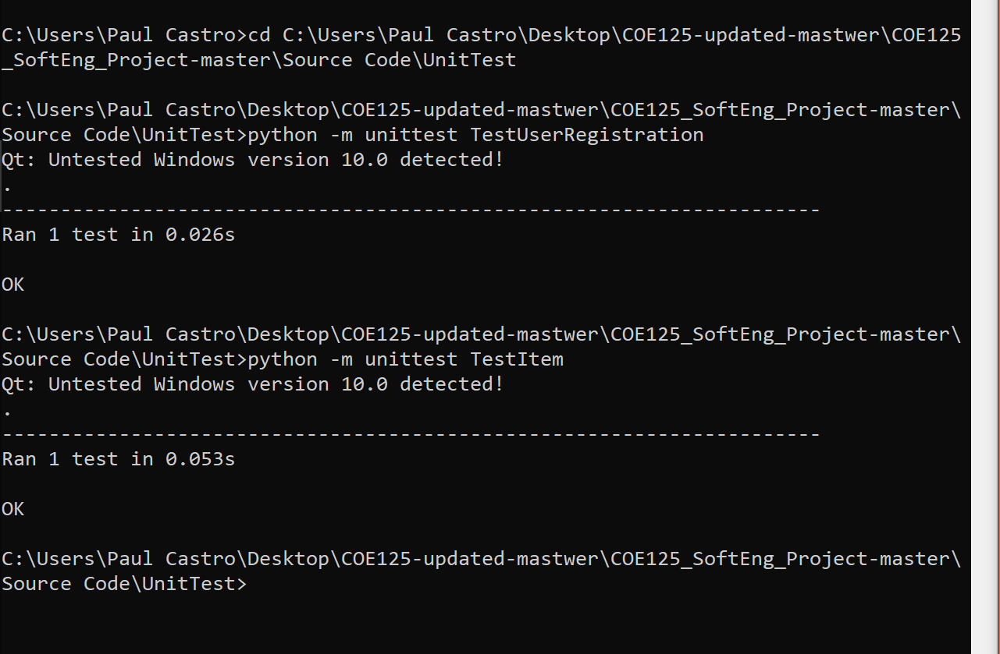 C:\Users\Paul Castro>cd C:\Users\Paul Castro\Desktop\COE125-updated-mastwer\COE125
_SoftEng_Project-master\Source Code\UnitTest
C:\Users\Paul Castro\Desktop\COE125-updated-mastwer\COE125_SoftEng_Project-master\
Source Code\UnitTest>python -m unittest TestUserRegistration
Qt: Untested Windows version 10.0 detected!
.
----------------------------------------------------------------------
Ran 1 test in 0.026s
OK
C:\Users\Paul Castro\Desktop\COE125-updated-mastwer\COE125_SoftEng_Project-master\
Source Code\UnitTest>python -m unittest TestItem
Qt: Untested Windows version 10.0 detected!
.
----------------------------------------------------------------------
Ran 1 test in 0.053s
OK
C:\Users\Paul Castro\Desktop\COE125-updated-mastwer\COE125_SoftEng_Project-master\
Source Code\UnitTest>